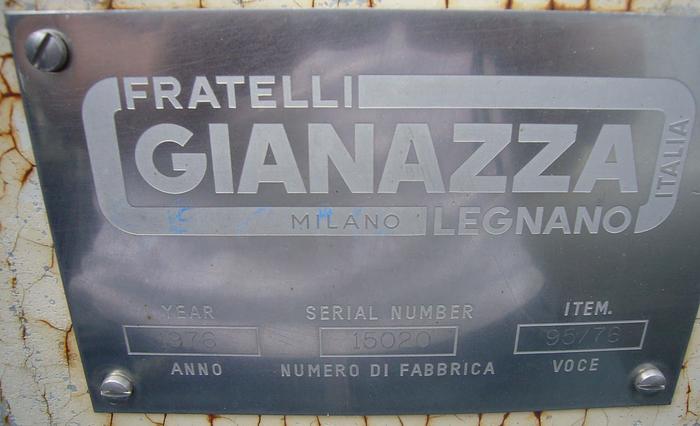 FRATELLI
GIANAZZA
ITALIA
MILANO LEGNANO
YEAR SERIAL NUMBER ITEM.
1976 15020 95/76
ANNO NUMERO DI FABBRICA VOCE